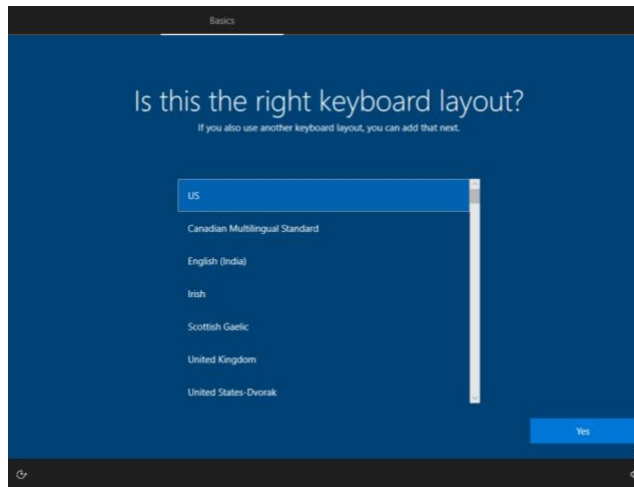 Basics
Is this the right keyboard layout?
If you also use another keyboard layout, you can add that next.
US
Canadian Multilingual Standard
English (India)
Irish
Scottish Gaelic
United Kingdom
United States-Dvorak
Yes